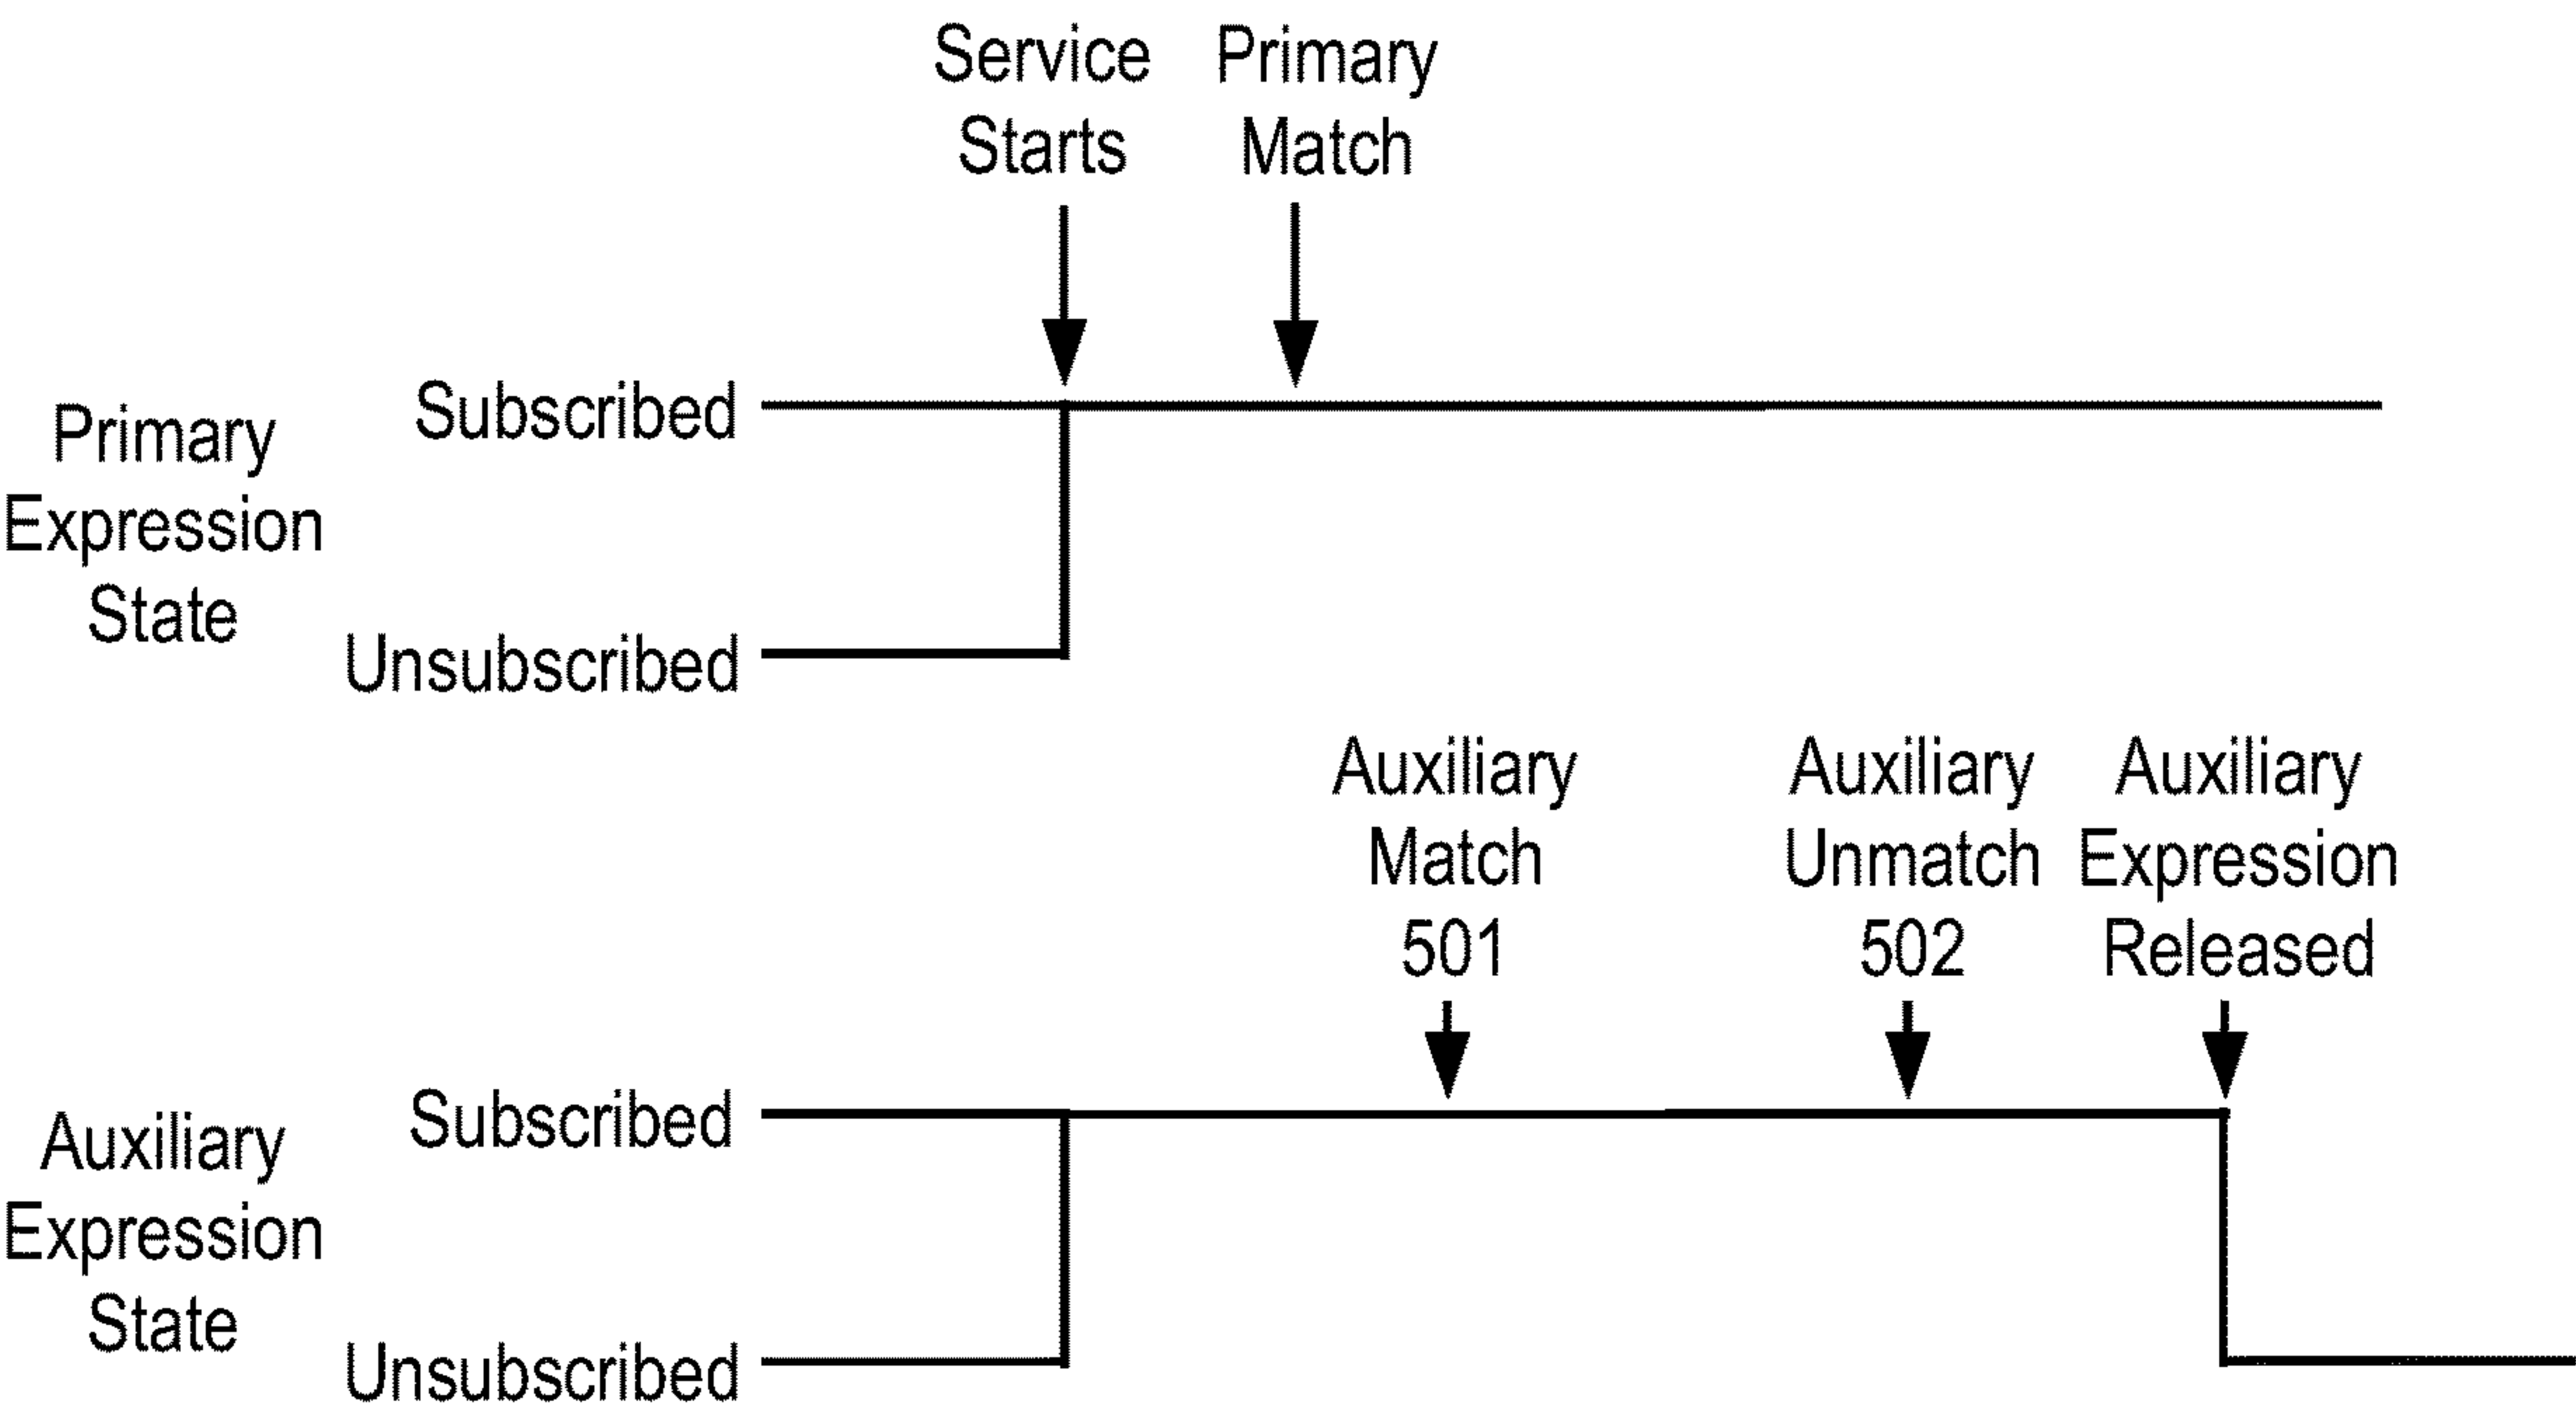 Service
Starts
Primary
Match
Primary
Expression
State
Subscribed
Unsubscribed
Auxiliary
Match
501
Auxiliary
Unmatch
502
Auxiliary
Expression
Released
Auxiliary
Expression
State
Subscribed
Unsubscribed